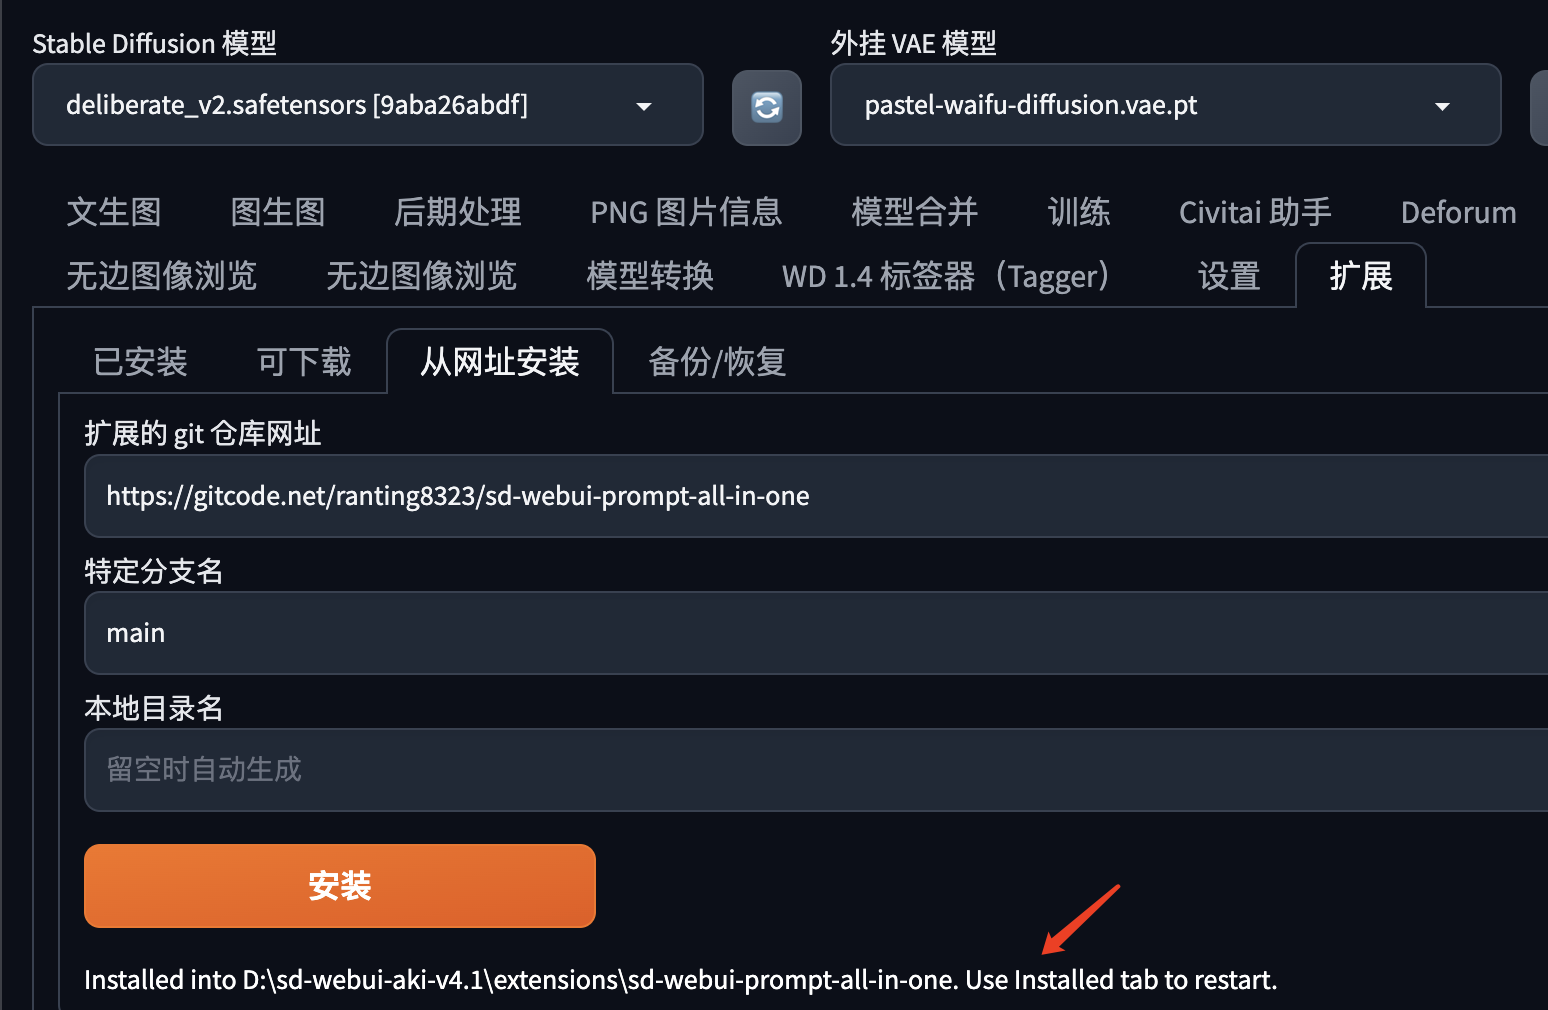 Stable Diffusion 模型
外挂 VAE 模型
deliberate_v2.safetensors [9aba26abdf]
pastel-waifu-diffusion.vae.pt
文生图 图生图 后期处理 PNG 图片信息 模型合并 训练 Civitai 助手 Deforum
无边图像浏览 无边图像浏览 模型转换 WD 1.4 标签器（Tagger） 设置 扩展
已安装 可下载 从网址安装 备份/恢复
扩展的 git 仓库网址
https://gitcode.net/ranting8323/sd-webui-prompt-all-in-one
特定分支名
main
本地目录名
留空时自动生成
安装
Installed into D:\sd-webui-aki-v4.1\extensions\sd-webui-prompt-all-in-one. Use Installed tab to restart.